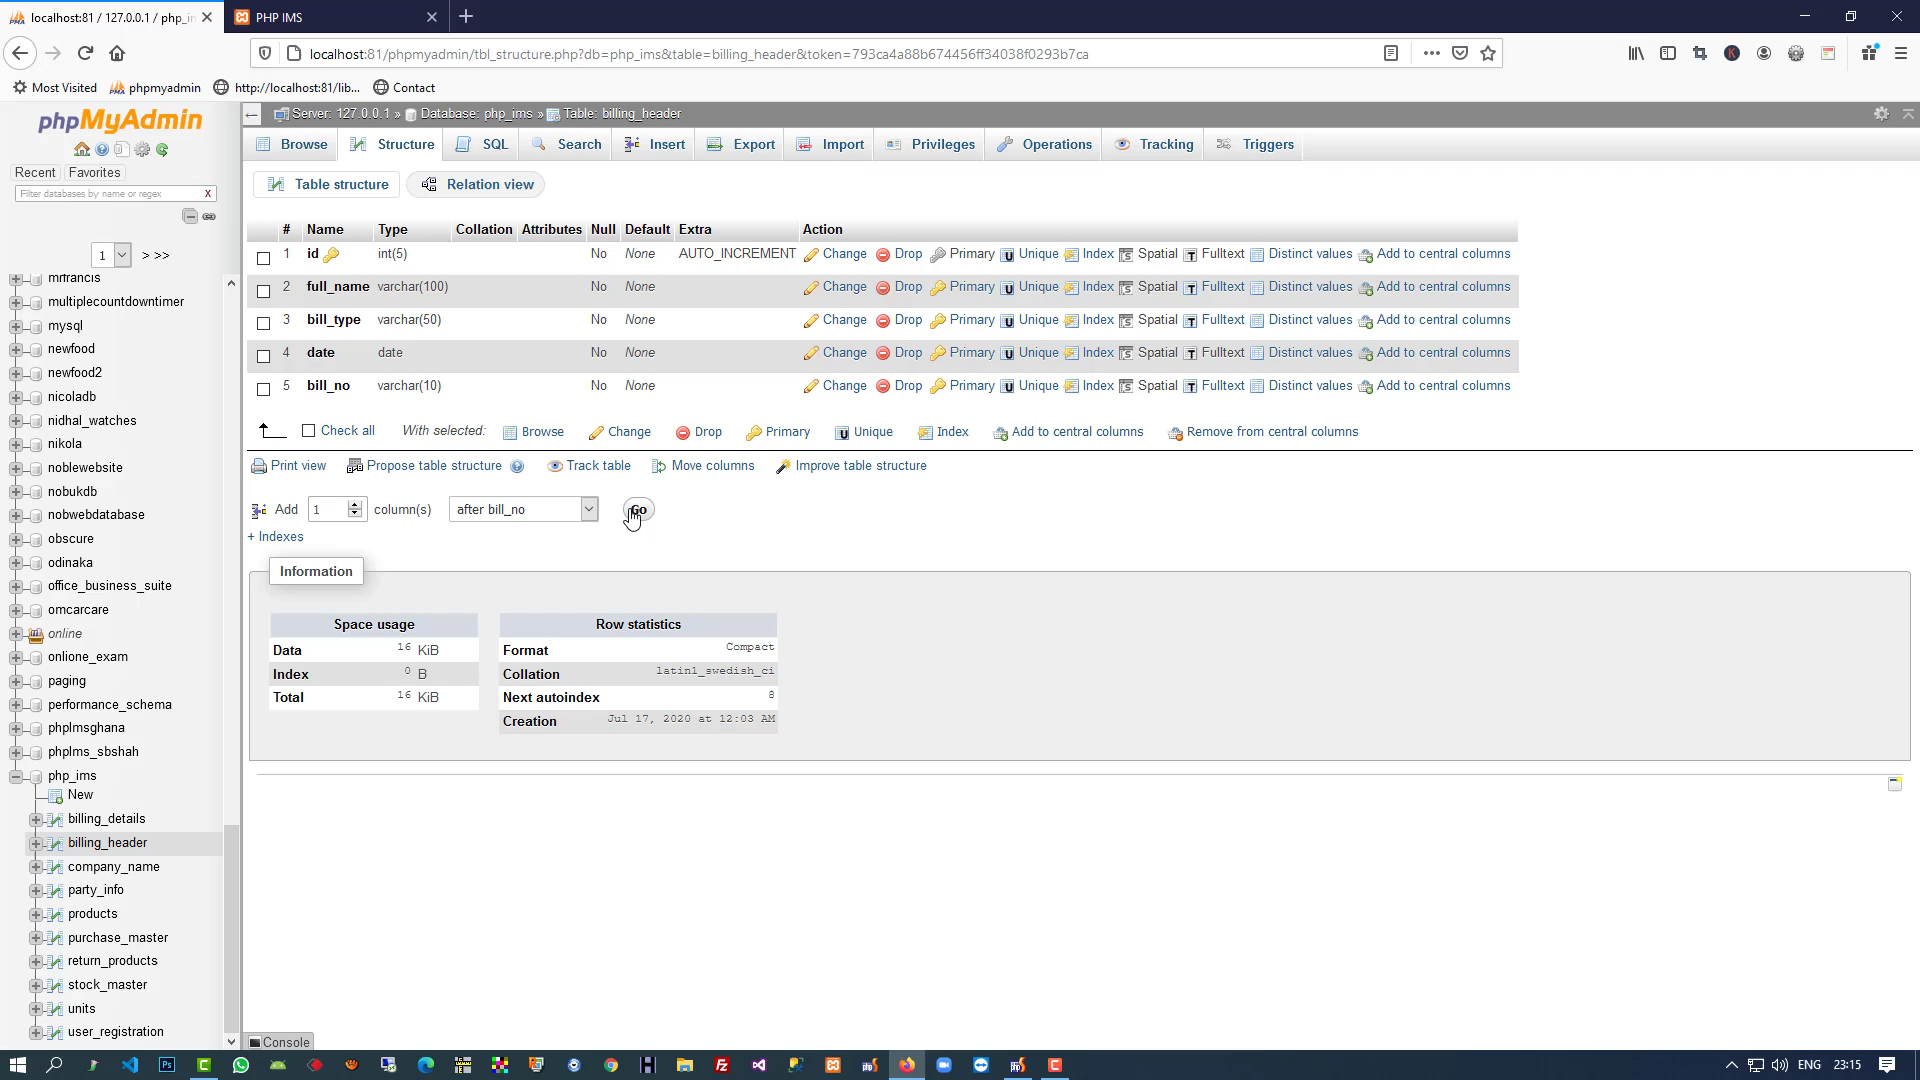 localhost:81 / 127.0.0.1 / php_in
PHP IMS
localhost:81/phpmyadmin/tbl_structure.php?db=php_ims&table=billing_header&token=793ca4a88b674456ff34038f0293b7ca
Most Visited
phpmyadmin
http://localhost:81/lib...
Contact
phpMyAdmin
Recent
Favorites
Filter databases by name or regex
X
1
> >>
mrfrancis
multiplecountdowntimer
mysql
newfood
newfood2
nicoladb
nidhal_watches
nikola
noblewebsite
nobukdb
nobwebdatabase
obscure
odinaka
office_business_suite
omcarcare
online
onlione_exam
paging
performance_schema
phplmsghana
phplms_sbshah
php_ims
New
billing_details
billing_header
company_name
party_info
products
purchase_master
return_products
stock_master
units
user_registration
Server: 127.0.0.1 » Database: php_ims » Table: billing_header
Browse Structure SQL Search Insert Export Import Privileges Operations Tracking Triggers
Table structure Relation view
# Name Type Collation Attributes Null Default Extra Action
1 id int(5) No None AUTO_INCREMENT Change Drop Primary Unique Index Spatial Fulltext Distinct values Add to central columns
2 full_name varchar(100) No None Change Drop Primary Unique Index Spatial Fulltext Distinct values Add to central columns
3 bill_type varchar(50) No None Change Drop Primary Unique Index Spatial Fulltext Distinct values Add to central columns
4 date date No None Change Drop Primary Unique Index Spatial Fulltext Distinct values Add to central columns
5 bill_no varchar(10) No None Change Drop Primary Unique Index Spatial Fulltext Distinct values Add to central columns
Check all With selected: Browse Change Drop Primary Unique Index Add to central columns Remove from central columns
Print view Propose table structure Track table Move columns Improve table structure
Add 1 column(s) after bill_no Go
+ Indexes
Information
Space usage
Data 16 KiB
Index 0 B
Total 16 KiB
Row statistics
Format Compact
Collation latin1_swedish_ci
Next autoindex 8
Creation Jul 17, 2020 at 12:03 AM
Console
ENG 23:15